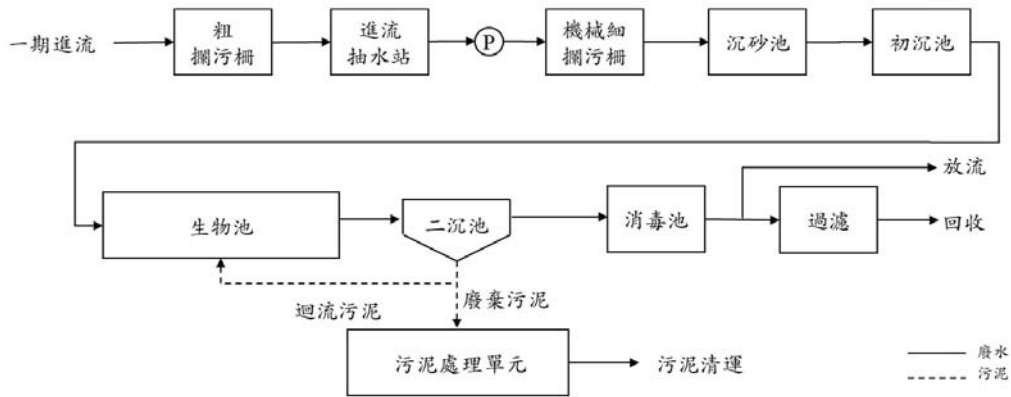 一期進流
粗
攔污柵
進流
抽水站
P
機械細
攔污柵
沉砂池
初沉池
生物池
二沉池
消毒池
過濾
放流
回收
迴流污泥
廢棄污泥
污泥處理單元
污泥清運
廢水
污泥